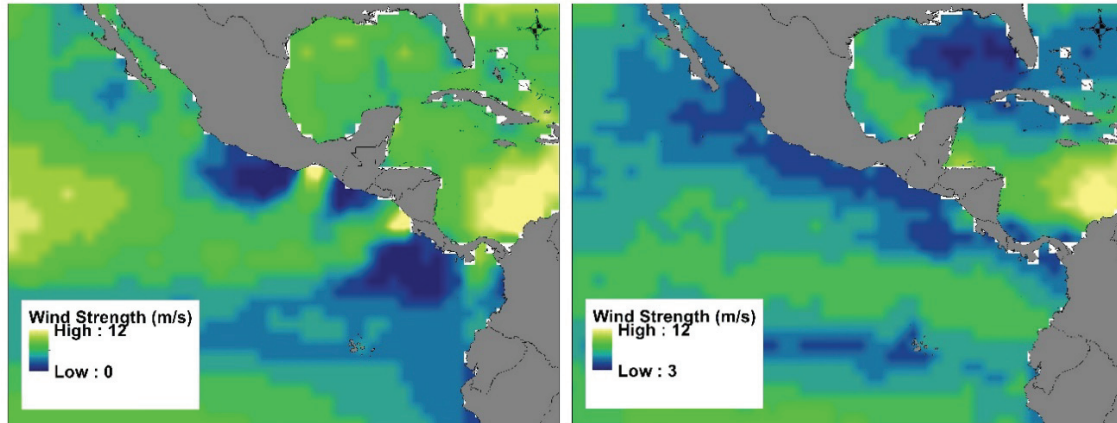 Wind Strength (m/s)
High : 12
Low : 0
Wind Strength (m/s)
High : 12
Low : 3